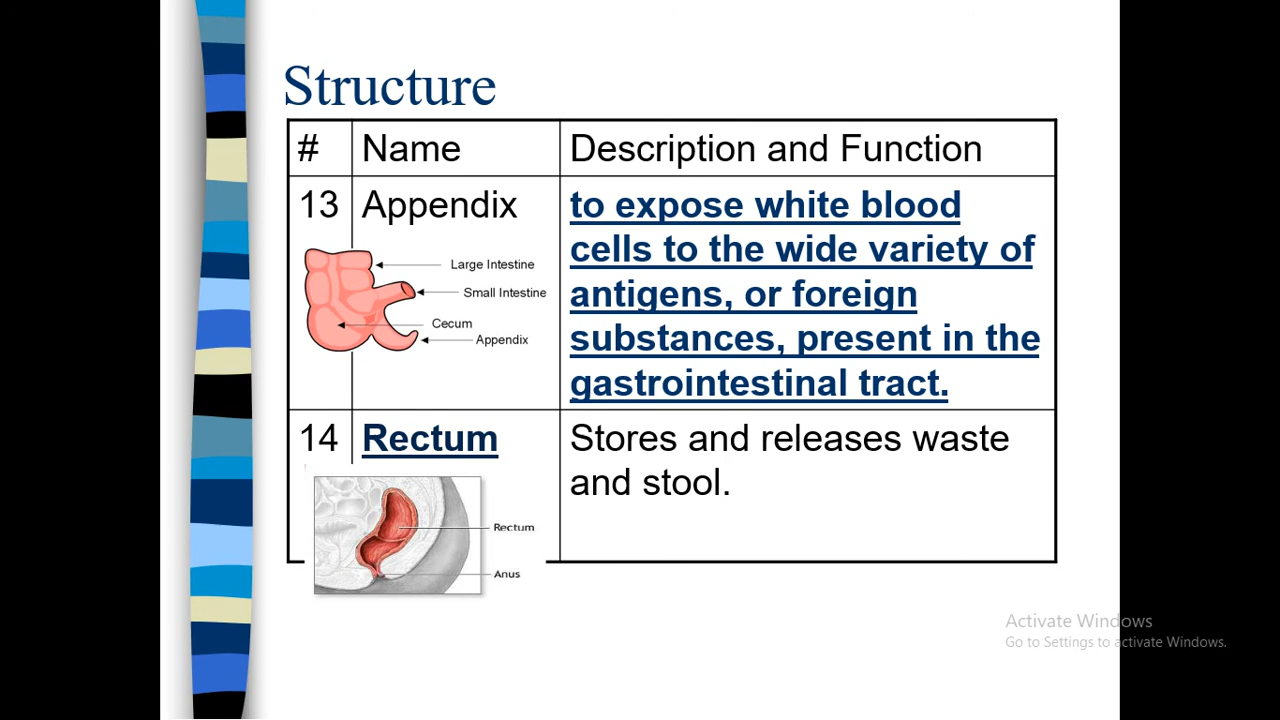 Structure
# Name Description and Function
13 Appendix
to expose white blood
cells to the wide variety of
antigens, or foreign
substances, present in the
gastrointestinal tract.
Large Intestine
Small Intestine
Cecum
Appendix
14 Rectum
Stores and releases waste
and stool.
Rectum
Anus
Activate Windows
Go to Settings to activate Windows.